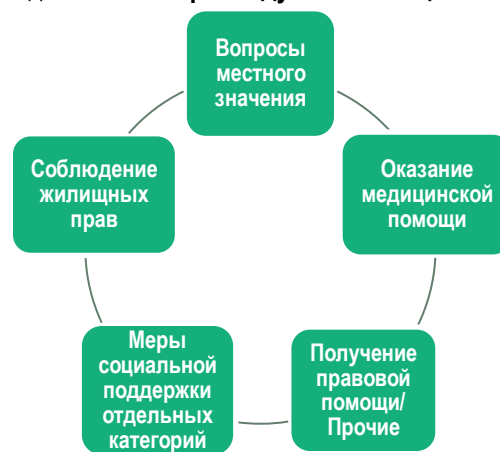 Вопросы
местного
значения
Соблюдение
жилищных
прав
Оказание
медицинской
помощи
Меры
социальной
поддержки
отдельных
категорий
Получение
правовой
помощи/
Прочие